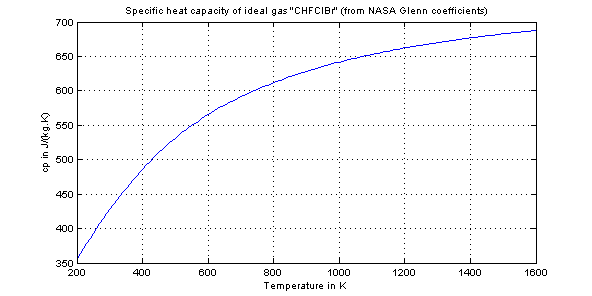 Specific heat capacity of ideal gas "CHFClBr" (from NASA Glenn coefficients)
700
650
600
550
500
450
400
350
cp in J/(kg.K)
200 400 600 800 1000 1200 1400 1600
Temperature in K